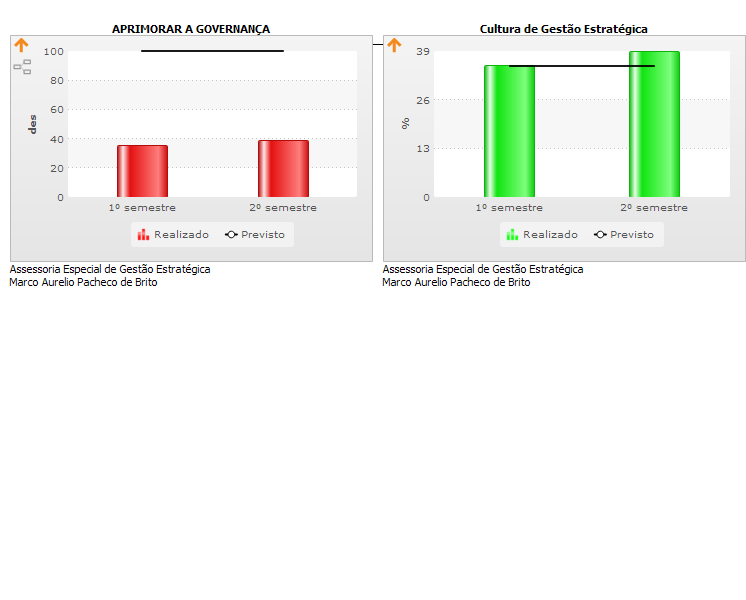 APRIMORAR A GOVERNANÇA
100
80
60
40
20
0
des
1º semestre 2º semestre
Realizado Previsto
Assessoria Especial de Gestão Estratégica
Marco Aurelio Pacheco de Brito
Cultura de Gestão Estratégica
39
26
13
0
%
1º semestre 2º semestre
Realizado Previsto
Assessoria Especial de Gestão Estratégica
Marco Aurelio Pacheco de Brito